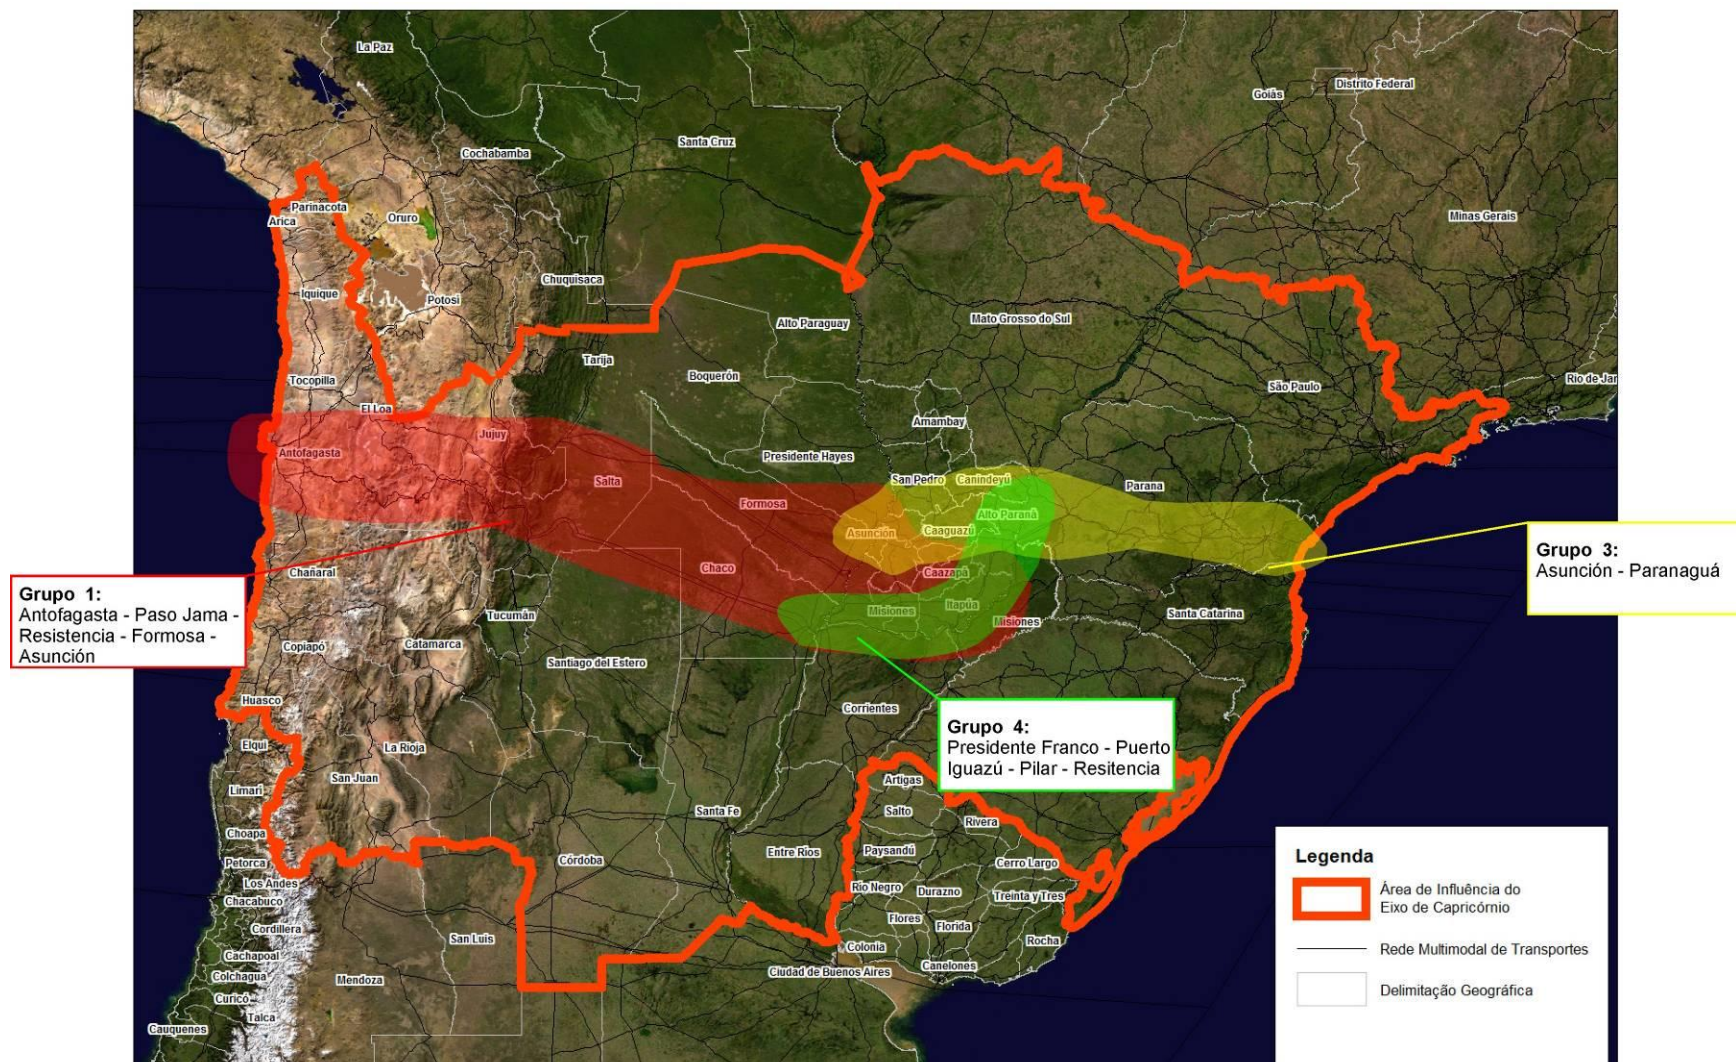 La Paz
Distrito Federal
Goiás
Santa Cruz
Cochabamba
Parinacota
Arica
Oruro
Minas Gerais
Chuquisaca
Iquique
Potosi
Alto Paraguay
Mato Grosso do Sul
Tarija
Boquerón
Tocopilla
São Paulo
Rio de Jar
El Loa
Amambay
Jujuy
Antofagasta
Presidente Hayes
Salta
San Pedro
Canindeyú
Parana
Formosa
Alto Paraná
Asunción
Caaguazú
Grupo 3:
Asunción - Paranaguá
Chañaral
Chaco
Caazapá
Grupo 1:
Antofagasta - Paso Jama -
Resistencia - Formosa -
Asunción
Tucumán
Misiones
Itapúa
Misiones
Santa Catarina
Copiapó
Catamarca
Santiago del Estero
Huasco
Corrientes
Elqui
La Rioja
Grupo 4:
Presidente Franco - Puerto
Iguazú - Pilar - Resitencia
San Juan
Limarí
Artigas
Santa Fe
Salto
Rivera
Choapa
Petorca
Córdoba
Entre Ríos
Paysandú
Cerro Largo
Los Andes
Chacabuco
Rio Negro
Durazno
Treinta y Tres
Cordillera
San Luis
Flores
Florida
Rocha
Colonia
Cachapoal
Colchagua
Mendoza
Ciudad de Buenos Aires
Canelones
Curicó
Talca
Cauquenes
Legenda
Área de Influência do
Eixo de Capricórnio
Rede Multimodal de Transportes
Delimitação Geográfica